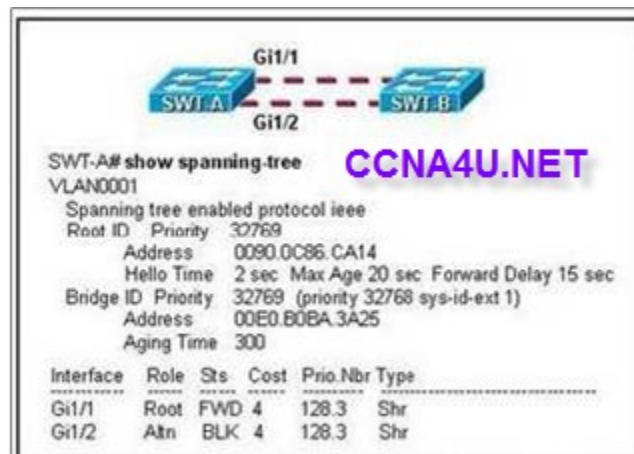 Gi1/1
SWT-A SWT-B
Gi1/2
SWT-A# show spanning-tree
CCNA4U.NET
VLAN0001
Spanning tree enabled protocol ieee
Root ID Priority 32769
Address 0090.0C86.CA14
Hello Time 2 sec Max Age 20 sec Forward Delay 15 sec
Bridge ID Priority 32769 (priority 32768 sys-id-ext 1)
Address 00E0.B0BA.3A25
Aging Time 300
Interface Role Sts Cost Prio.Nbr Type
Gi1/1 Root FWD 4 128.3 Shr
Gi1/2 Altn BLK 4 128.3 Shr